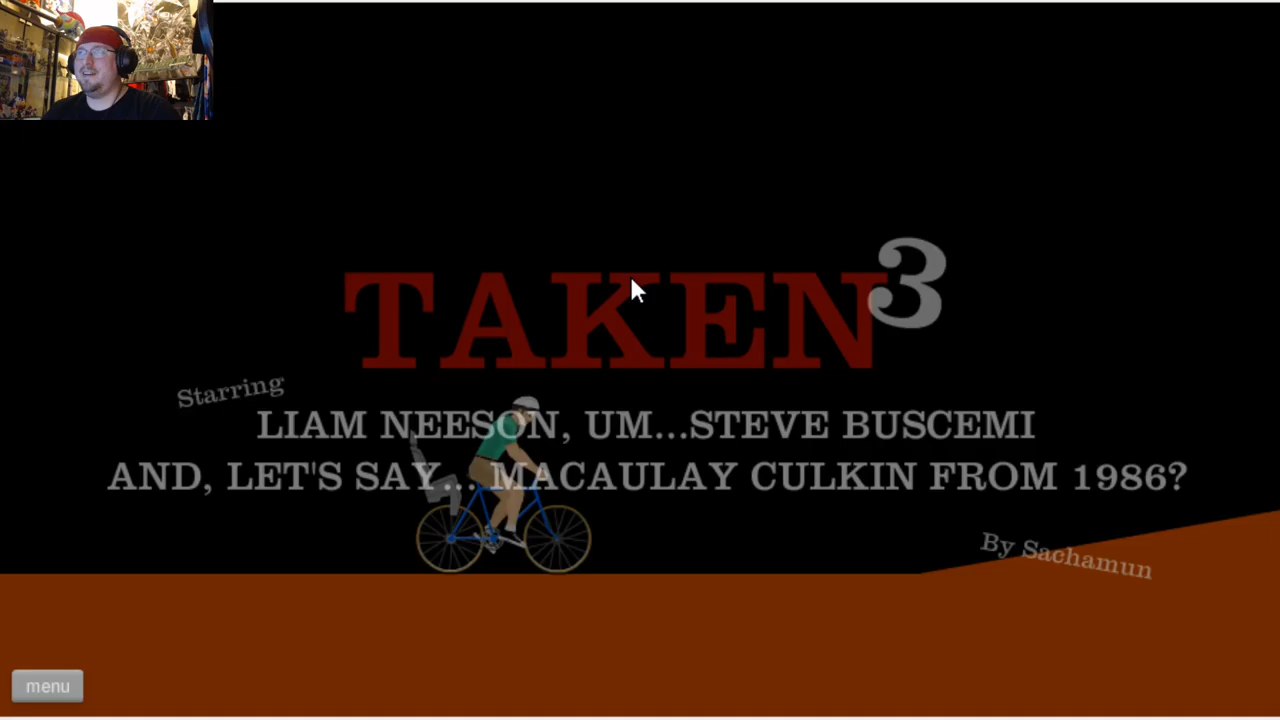 TAKEN3
Starring
LIAM NEESON, UM...STEVE BUSCEMI
AND, LET'S SAY... MACAULAY CULKIN FROM 1986?
By Sachamun
menu